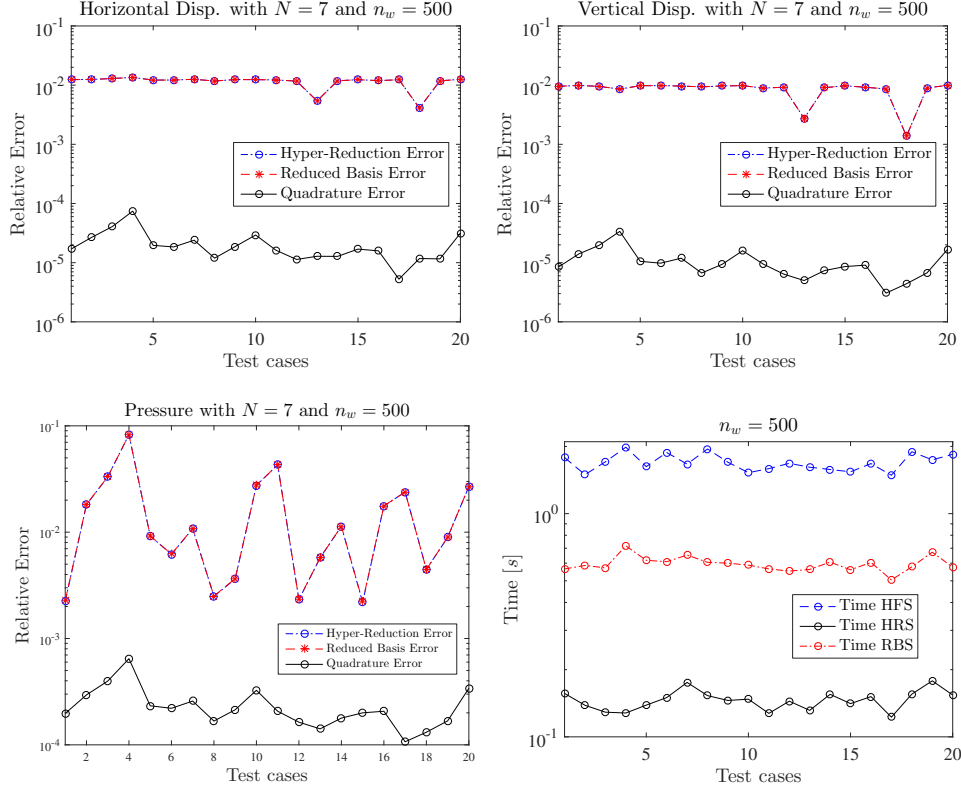 Horizontal Disp. with N = 7 and n_w = 500
10^-1
10^-2
10^-3
10^-4
10^-5
10^-6
Relative Error
Hyper-Reduction Error
Reduced Basis Error
Quadrature Error
5 10 15 20
Test cases
Vertical Disp. with N = 7 and n_w = 500
10^-1
10^-2
10^-3
10^-4
10^-5
10^-6
Relative Error
Hyper-Reduction Error
Reduced Basis Error
Quadrature Error
5 10 15 20
Test cases
Pressure with N = 7 and n_w = 500
10^-1
10^-2
10^-3
10^-4
Relative Error
Hyper-Reduction Error
Reduced Basis Error
Quadrature Error
2 4 6 8 10 12 14 16 18 20
Test cases
n_w = 500
10^0
10^-1
Time [s]
Time HFS
Time HRS
Time RBS
5 10 15 20
Test cases